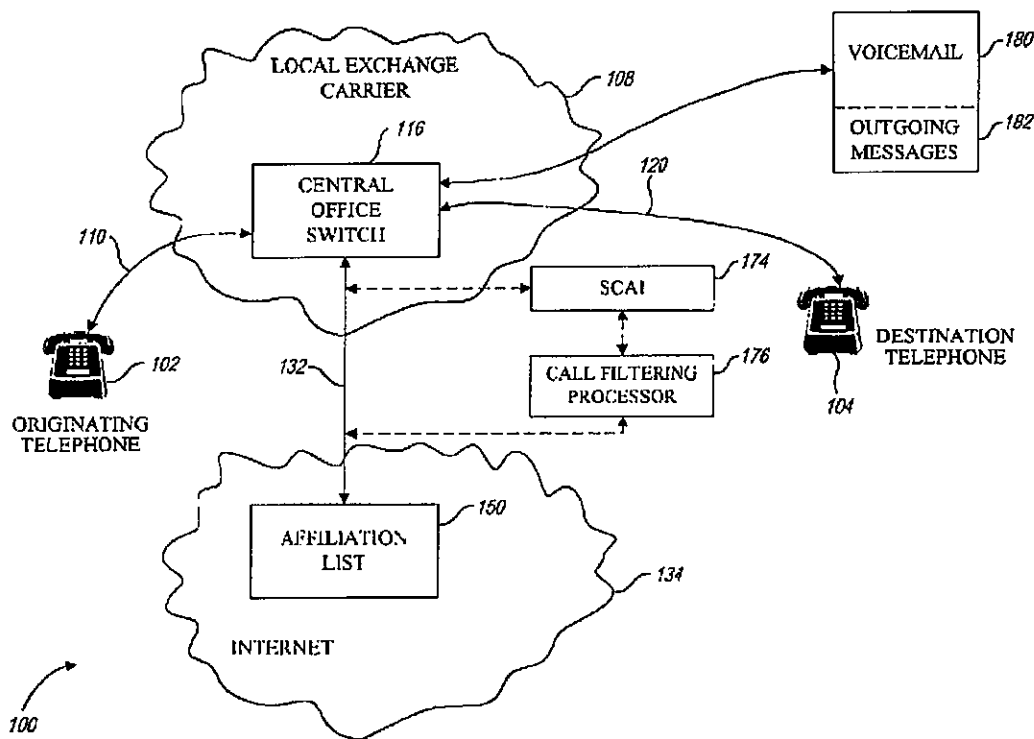 LOCAL EXCHANGE
CARRIER
108
116
CENTRAL
OFFICE
SWITCH
110
VOICEMAIL
180
OUTGOING
MESSAGES
182
120
SCAI
174
CALL FILTERING
PROCESSOR
176
132
102
ORIGINATING
TELEPHONE
104
DESTINATION
TELEPHONE
AFFILIATION
LIST
150
134
INTERNET
100